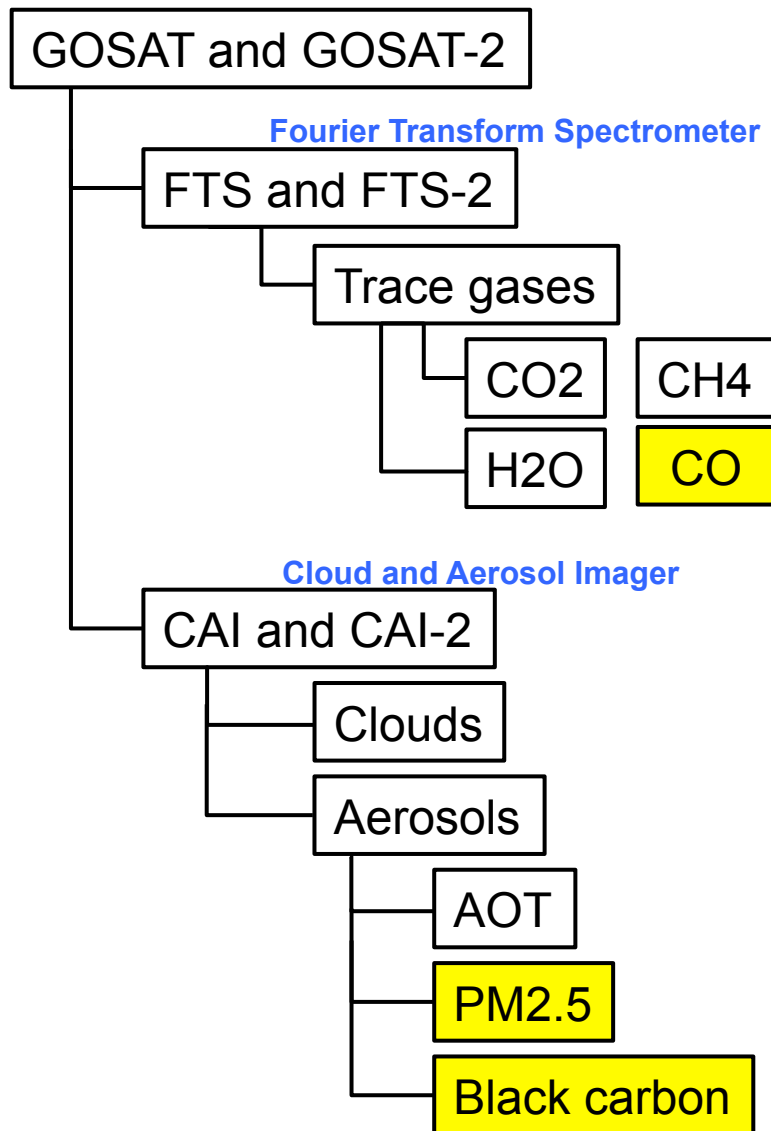 GOSAT and GOSAT-2
Fourier Transform Spectrometer
FTS and FTS-2
Trace gases
CO2 CH4
H2O CO
Cloud and Aerosol Imager
CAI and CAI-2
Clouds
Aerosols
AOT
PM2.5
Black carbon